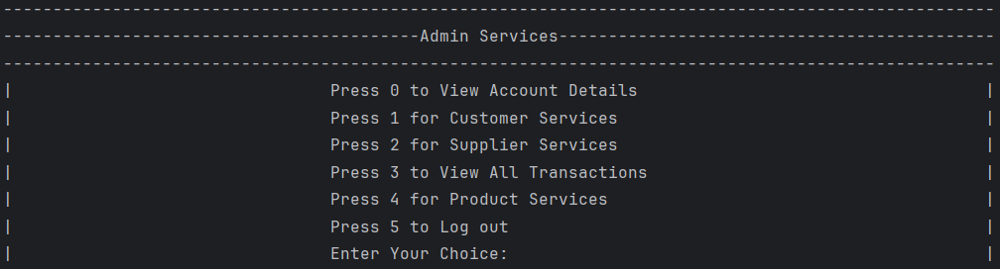 Admin Services
Press 0 to View Account Details
Press 1 for Customer Services
Press 2 for Supplier Services
Press 3 to View All Transactions
Press 4 for Product Services
Press 5 to Log out
Enter Your Choice: